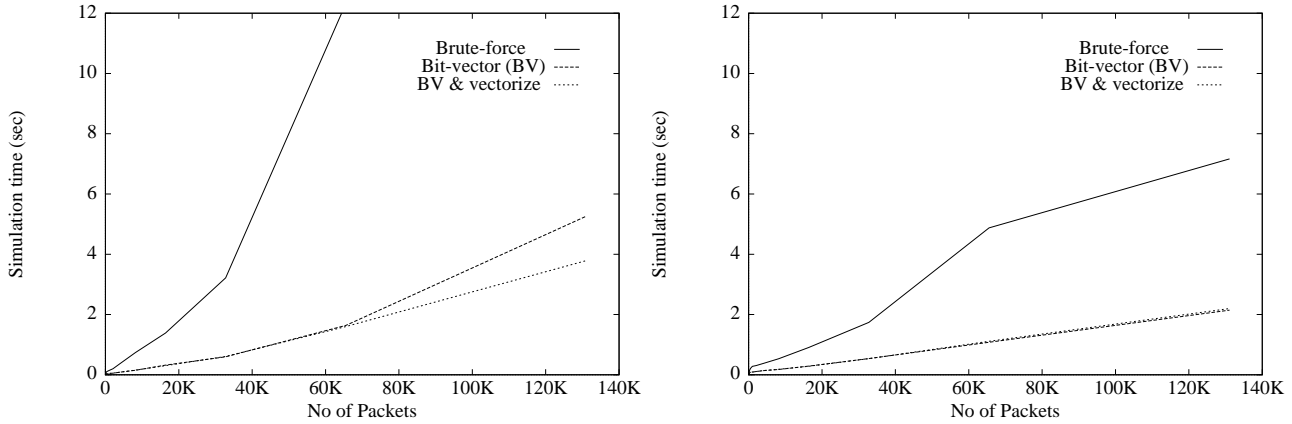 12
10
8
6
4
2
0
Simulation time (sec)
Brute-force
Bit-vector (BV)
BV & vectorize
0 20K 40K 60K 80K 100K 120K 140K
No of Packets
12
10
8
6
4
2
0
Simulation time (sec)
Brute-force
Bit-vector (BV)
BV & vectorize
0 20K 40K 60K 80K 100K 120K 140K
No of Packets